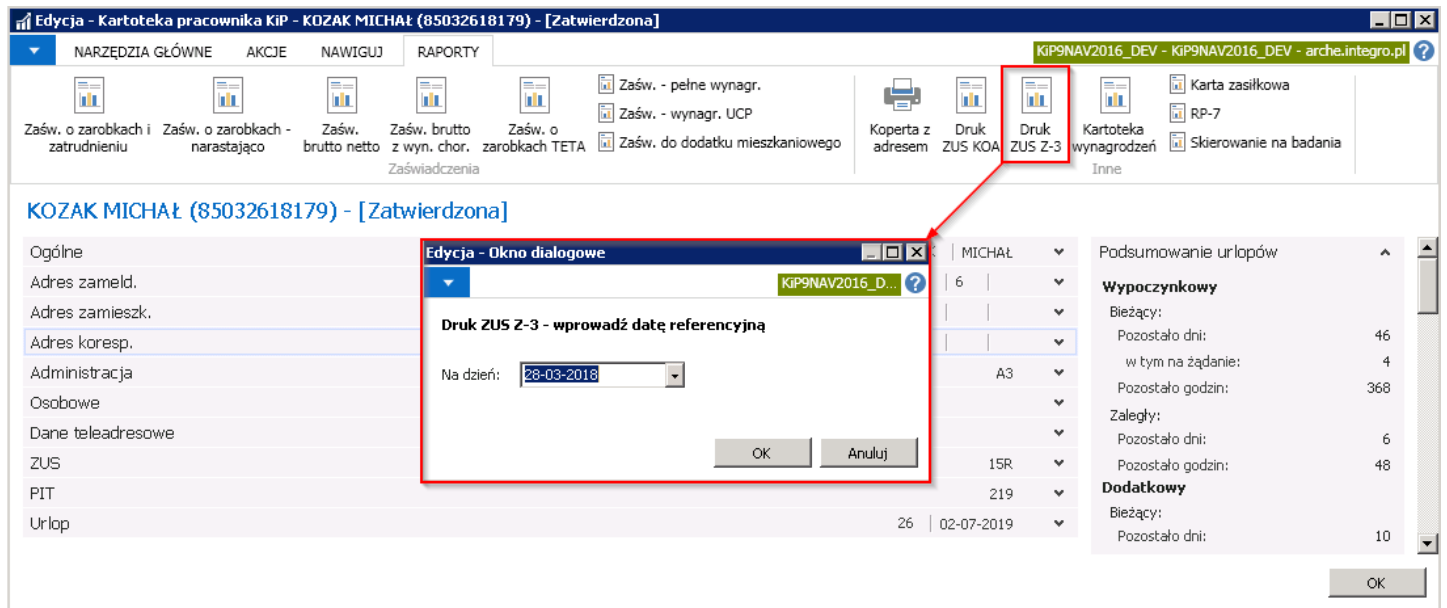 Edycja - Kartoteka pracownika KiP - KOZAK MICHAŁ (85032618179) - [Zatwierdzona]
NARZĘDZIA GŁÓWNE AKCJE NAWIGUJ RAPORTY KiP9NAV2016_DEV - KiP9NAV2016_DEV - arche.integro.pl
Zaśw. o zarobkach i zatrudnieniu
Zaśw. o zarobkach - narastająco
Zaśw. brutto netto
Zaśw. brutto z wyn. chor.
Zaśw. o zarobkach TETA
Zaśw. - pełne wynagr.
Zaśw. - wynagr. UCP
Zaśw. do dodatku mieszkaniowego
Zaświadczenia
Koperta z adresem
Druk ZUS KOA
Druk ZUS Z-3
Kartoteka wynagrodzeń
Karta zasiłkowa
RP-7
Skierowanie na badania
Inne
KOZAK MICHAŁ (85032618179) - [Zatwierdzona]
Ogólne MICHAŁ
Adres zameld. 6
Adres zamieszk.
Adres koresp.
Administracja A3
Osobowe
Dane teleadresowe
ZUS 15R
PIT 219
Urlop 26 02-07-2019
Edycja - Okno dialogowe
KiP9NAV2016_D...
Druk ZUS Z-3 - wprowadź datę referencyjną
Na dzień: 28-03-2018
OK Anuluj
Podsumowanie urlopów
Wypoczynkowy
Bieżący:
Pozostało dni: 46
w tym na żądanie: 4
Pozostało godzin: 368
Zaległy:
Pozostało dni: 6
Pozostało godzin: 48
Dodatkowy
Bieżący:
Pozostało dni: 10
OK